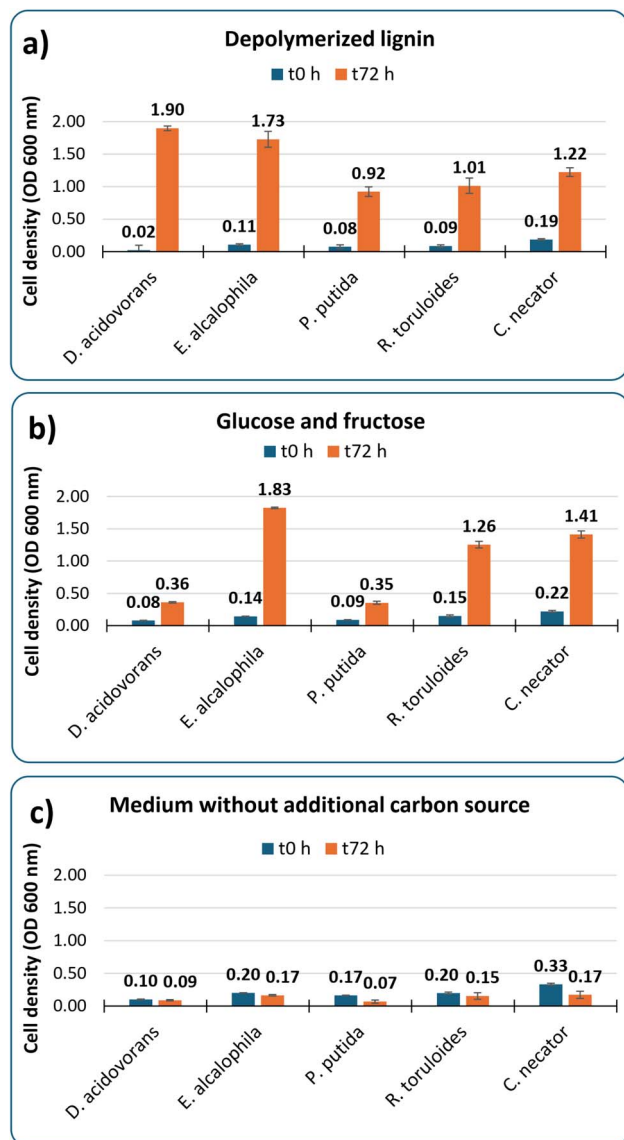 a)
Depolymerized lignin
t0 h t72 h
Cell density (OD 600 nm)
2.00
1.50
1.00
0.50
0.00
0.02 1.90 0.11 1.73 0.08 0.92 0.09 1.01 0.19 1.22
D. acidovorans
E. alcalophila
P. putida
R. toruloides
C. necator
b)
Glucose and fructose
t0 h t72 h
Cell density (OD 600 nm)
2.00
1.50
1.00
0.50
0.00
0.08 0.36 0.14 1.83 0.09 0.35 0.15 1.26 0.22 1.41
D. acidovorans
E. alcalophila
P. putida
R. toruloides
C. necator
c)
Medium without additional carbon source
t0 h t72 h
Cell density (OD 600 nm)
2.00
1.50
1.00
0.50
0.00
0.10 0.09 0.20 0.17 0.17 0.07 0.20 0.15 0.33 0.17
D. acidovorans
E. alcalophila
P. putida
R. toruloides
C. necator